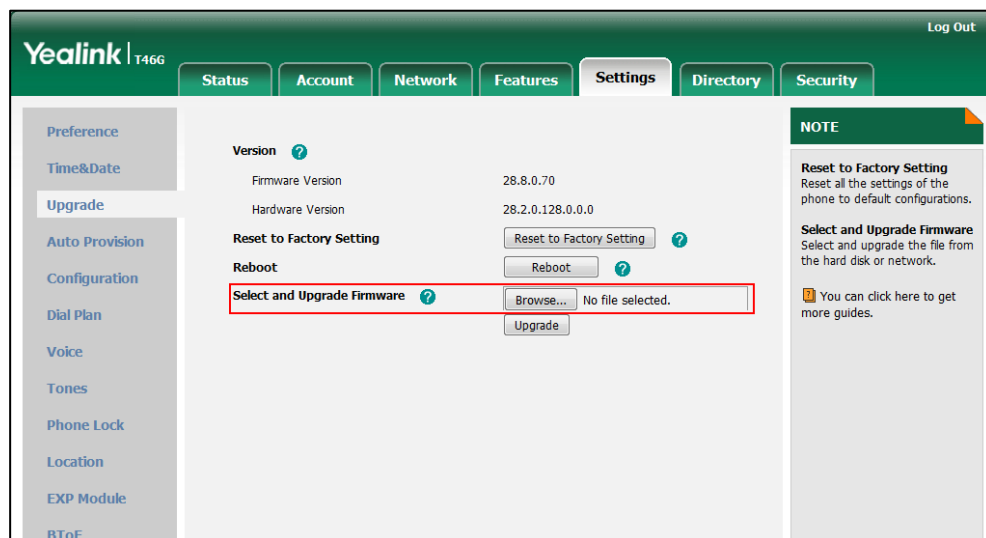 Log Out
Yealink T46G
Status Account Network Features Settings Directory Security
Preference
Time&Date
Upgrade
Auto Provision
Configuration
Dial Plan
Voice
Tones
Phone Lock
Location
EXP Module
BToE
Version ?
Firmware Version 28.8.0.70
Hardware Version 28.2.0.128.0.0.0
Reset to Factory Setting Reset to Factory Setting ?
Reboot Reboot ?
Select and Upgrade Firmware ? Browse... No file selected.
Upgrade
NOTE
Reset to Factory Setting
Reset all the settings of the
phone to default configurations.
Select and Upgrade Firmware
Select and upgrade the file from
the hard disk or network.
? You can click here to get
more guides.